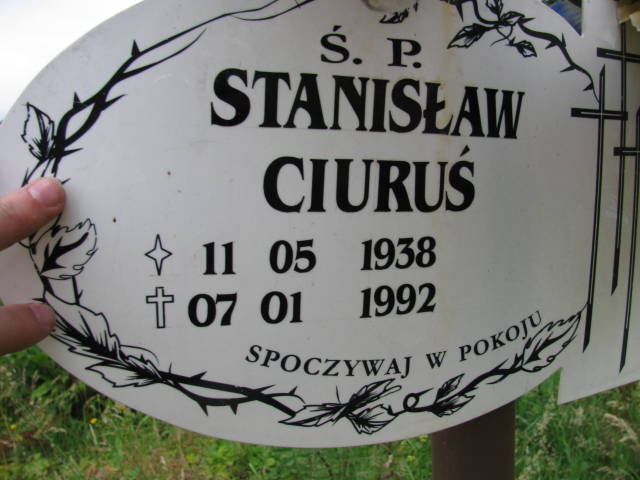 Ś. P.
STANISŁAW
CIURUŚ
11 05 1938
07 01 1992
SPOCZYWAJ W POKOJU